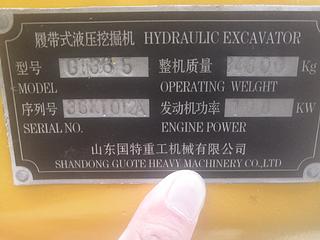 履带式液压挖掘机 HYDRAULIC EXCAVATOR
型号 整机质量 Kg
MODEL OPERATING WELGHT
序列号 发动机功率 KW
SERIAL NO. ENGINE POWER
山东国特重工机械有限公司
SHANDONG GUOTE HEAVY MACHINERY CO.,LTD